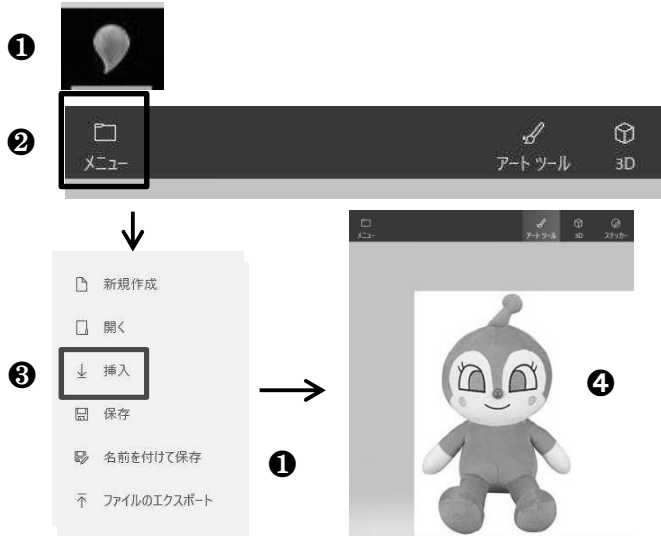 ❶
❷
メニュー
アート ツール
3D
メニュー
アート ツール
3D
ステッカー
新規作成
開く
❸
挿入
❹
保存
名前を付けて保存
❶
ファイルのエクスポート